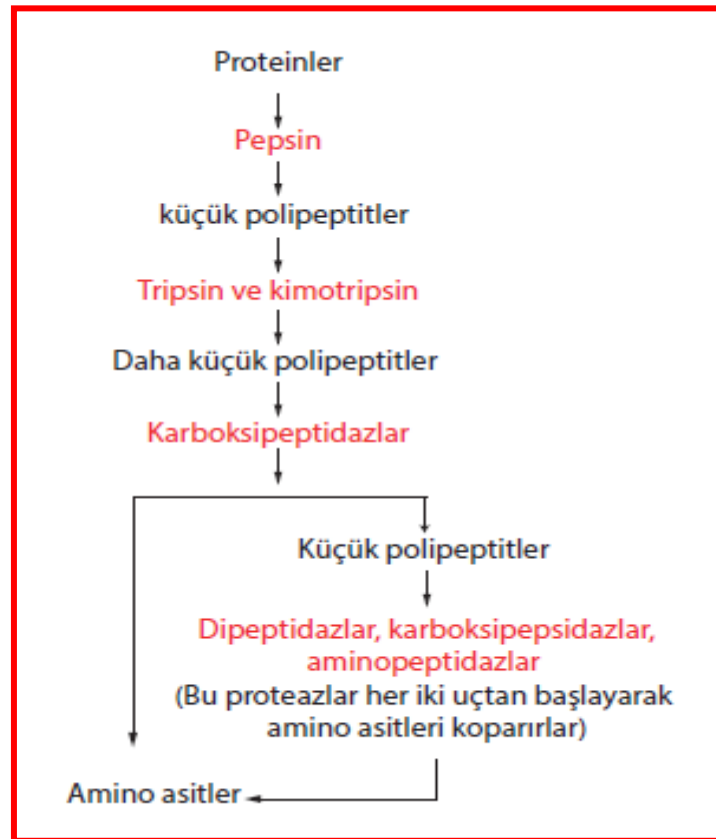 Proteinler
Pepsin
küçük polipeptitler
Tripsin ve kimotripsin
Daha küçük polipeptitler
Karboksipeptidazlar
Küçük polipeptitler
Dipeptidazlar, karboksipepsidazlar,
aminopeptidazlar
(Bu proteazlar her iki uçtan başlayarak
amino asitleri koparırlar)
Amino asitler